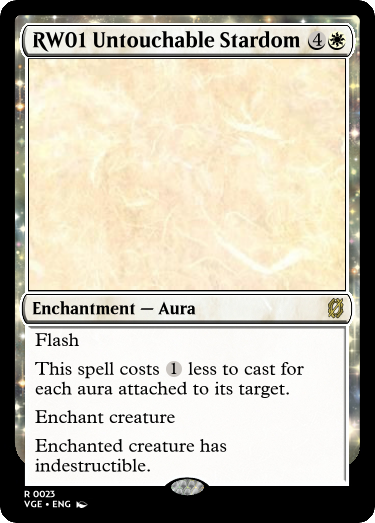 RW01 Untouchable Stardom 4
Enchantment — Aura
Flash
This spell costs 1 less to cast for
each aura attached to its target.
Enchant creature
Enchanted creature has
indestructible.
R 0023
VGE • ENG